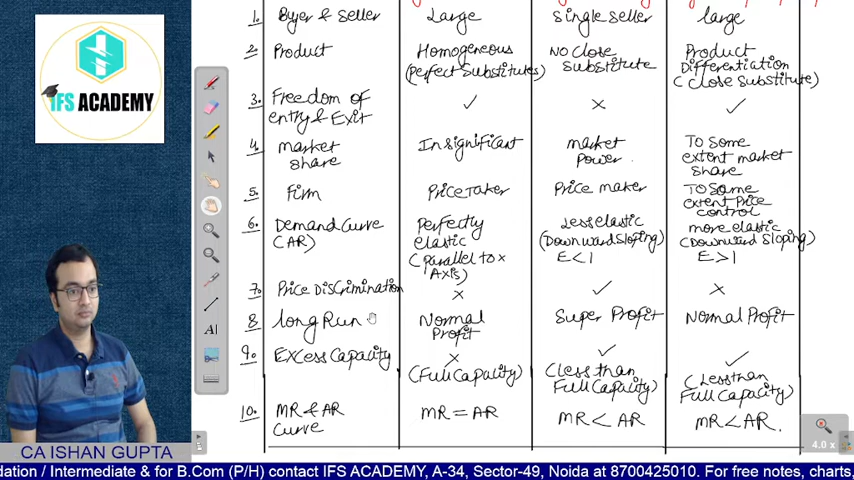 1. Byer & Seller Large Single seller large
2. Product Homogeneous (Perfect Substitutes) No close Substitute Product Differentiation (Close Substitute)
3. Freedom of entry & Exit ✓ × ✓
4. market share Insignificant market Power. To some extent market share
5. Firm Price taker Price maker To some extent Price control
6. Demand Curve (AR) Perfectly elastic (Parallel to x Axis) Less elastic (Downward Sloping) E<1 more elastic (Downward Sloping) E>1
7. Price Discrimination × ✓ ×
8 long Run Normal Profit Super Profit Normal Profit
9. Excess Capacity × (Full Capacity) ✓ (less than Full Capacity) ✓ (Less than Full Capacity)
10. MR & AR Curve MR = AR MR < AR MR < AR.
IFS ACADEMY
4.0 x
CA ISHAN GUPTA
dation / Intermediate & for B.Com (P/H) contact IFS ACADEMY, A-34, Sector-49, Noida at 8700425010. For free notes, charts,